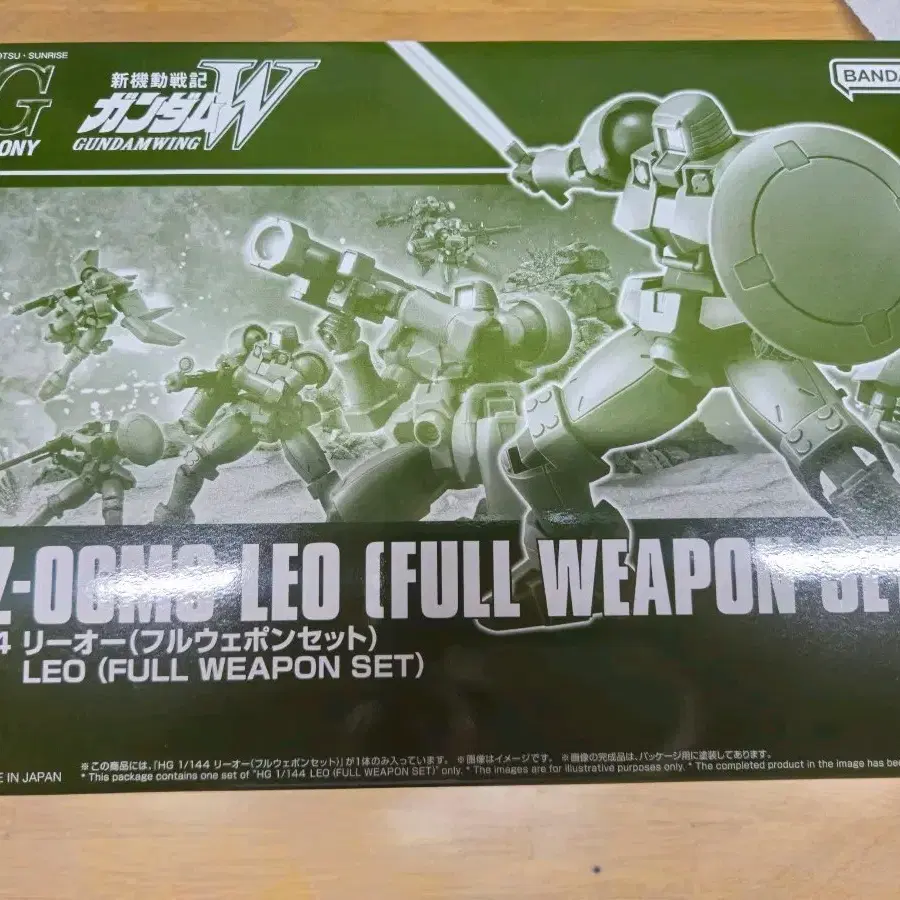 OTSU・SUNRISE
G
ONY
新機動戦記
ガンダムW
GUNDAMWING
BANDA
Z-00MS LEO (FULL WEAPON SE
4 リーオー(フルウェポンセット)
LEO (FULL WEAPON SET)
※この商品には、「HG 1/144 リーオー(フルウェポンセット)」が1体のみ入っています。 ※画像はイメージです。 ※画像の完成品は、パッケージ用に塗装してあります。
* This package contains one set of "HG 1/144 LEO (FULL WEAPON SET)" only. * The images are for illustrative purposes only. * The completed product in the image has bee
E IN JAPAN